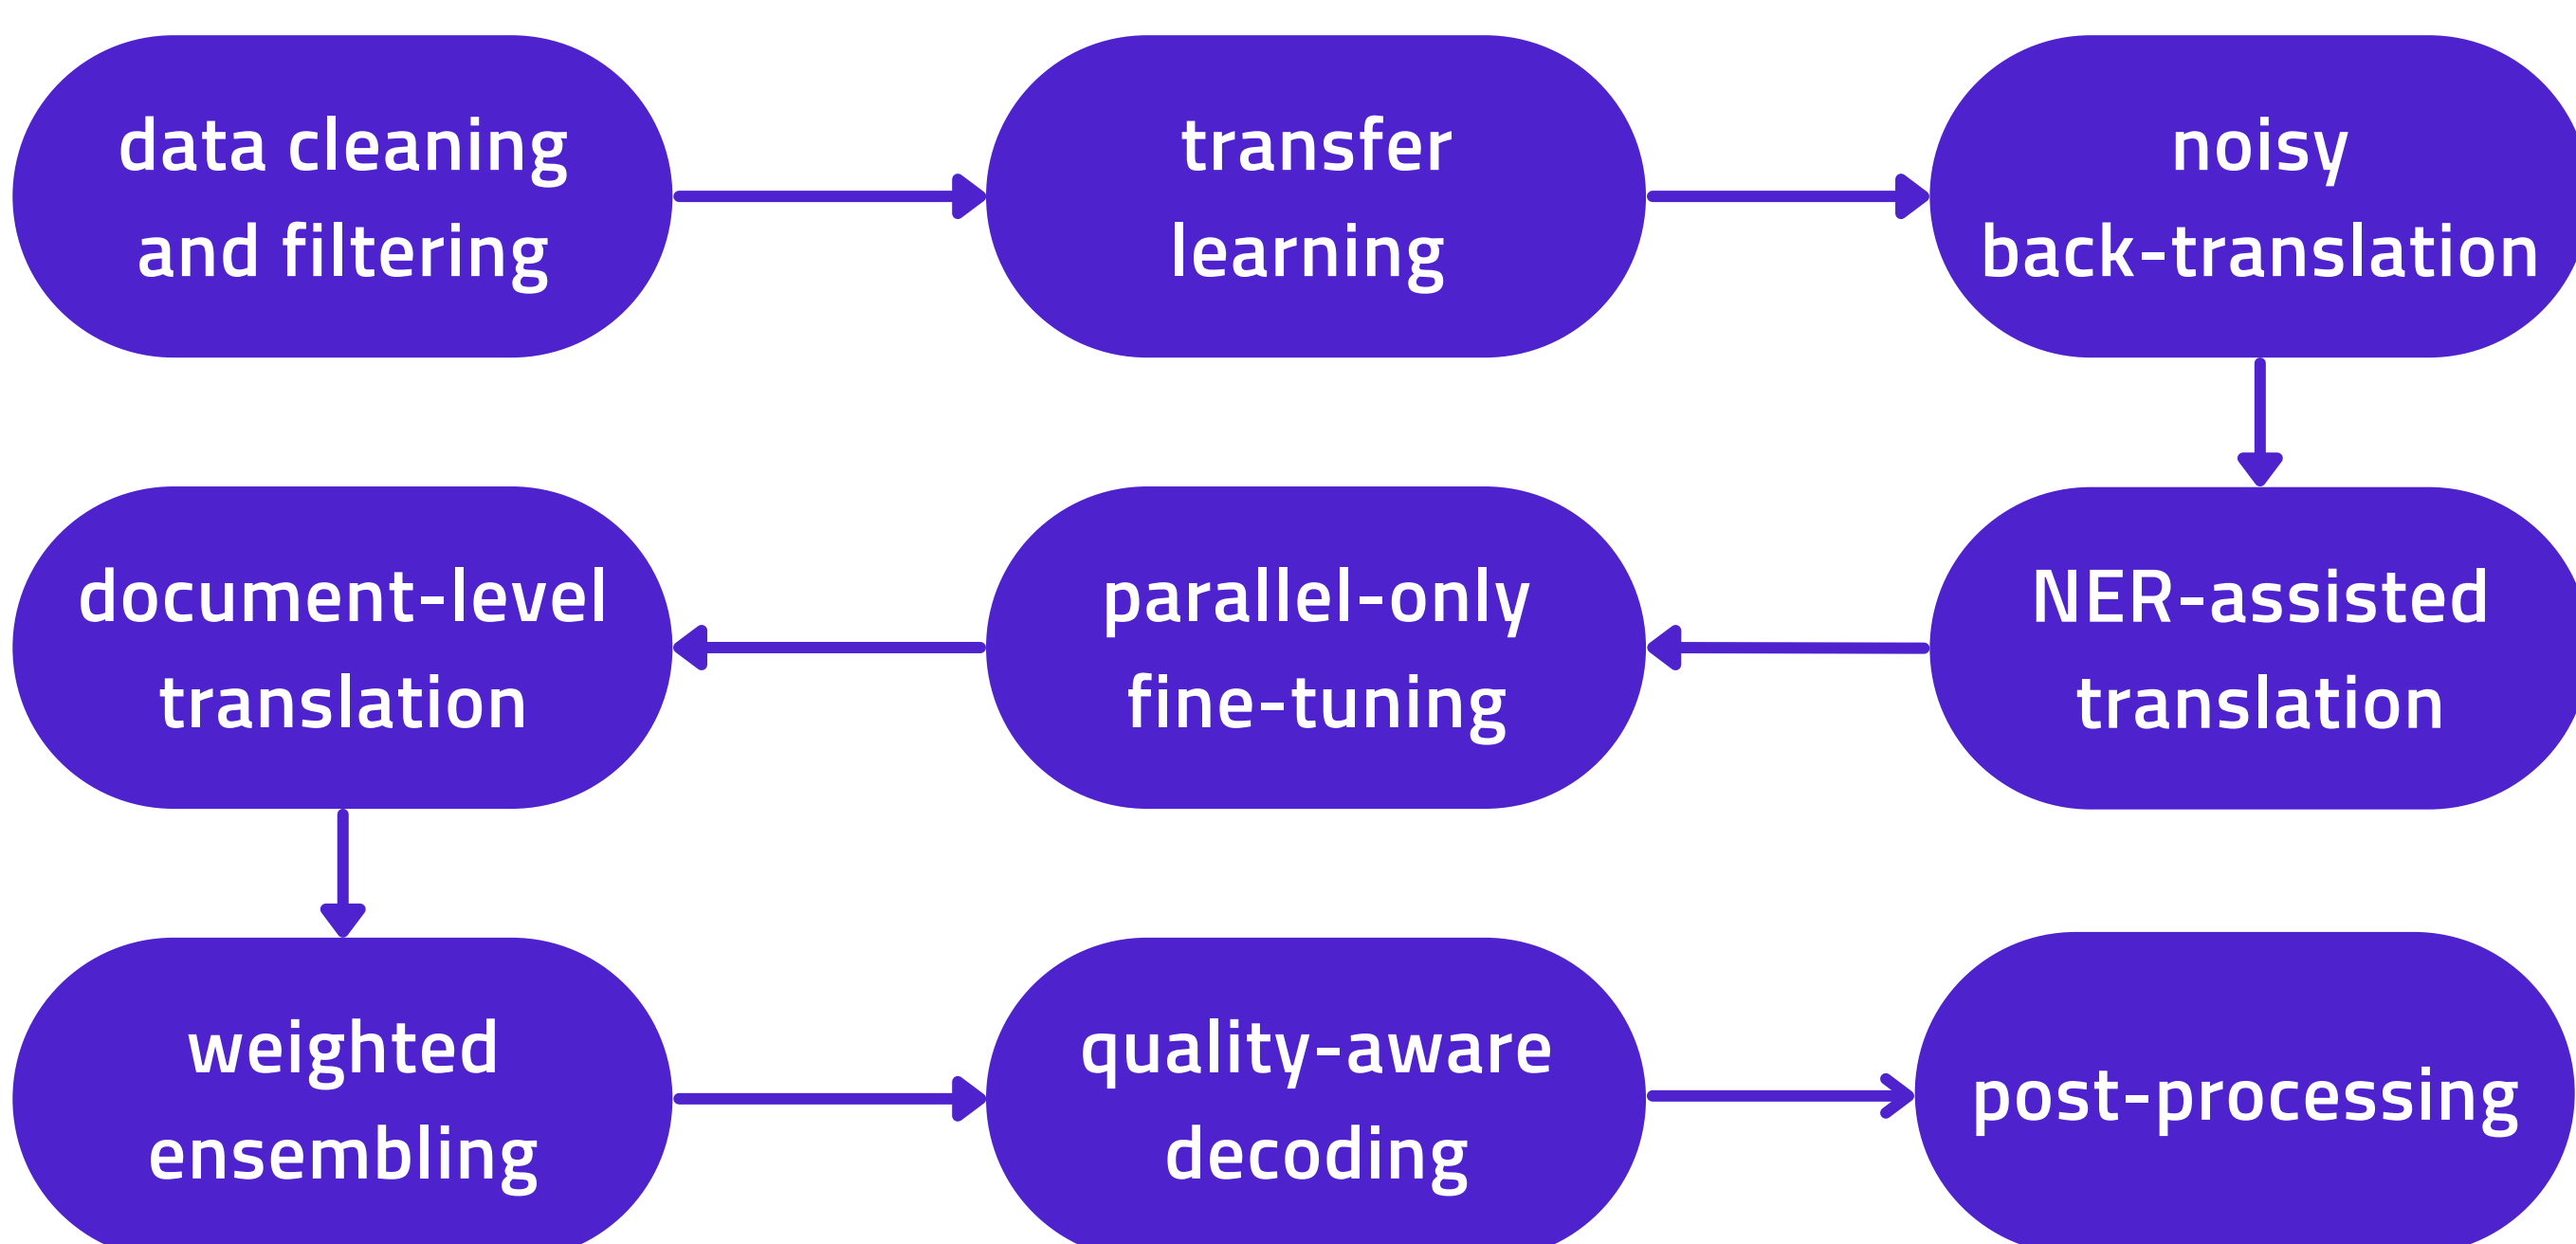 data cleaning
and filtering
transfer
learning
noisy
back-translation
document-level
translation
parallel-only
fine-tuning
NER-assisted
translation
weighted
ensembling
quality-aware
decoding
post-processing